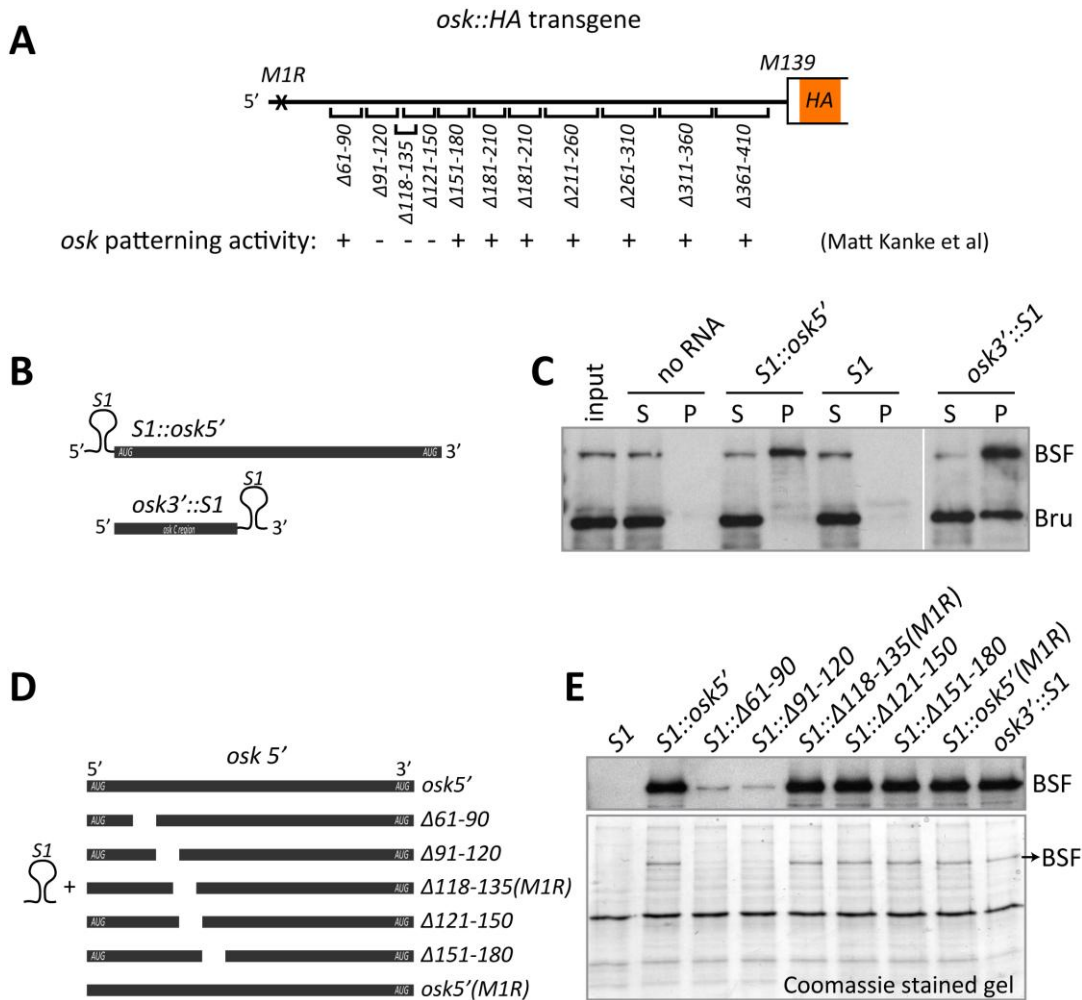 osk::HA transgene
A
M1R
M139
5′
HA
Δ61-90
Δ91-120
Δ118-135
Δ121-150
Δ151-180
Δ181-210
Δ181-210
Δ211-260
Δ261-310
Δ311-360
Δ361-410
osk patterning activity: + - - - + + + + + + + (Matt Kanke et al)
B
S1
S1::osk5′
5′ AUG AUG 3′
S1
osk3′::S1
5′ osk C region 3′
C
input no RNA S1::osk5′ S1 osk3′::S1
S P S P S P S P
BSF
Bru
D
osk 5′
5′ 3′
AUG AUG osk5′
AUG AUG Δ61-90
AUG AUG Δ91-120
S1
+
AUG AUG Δ118-135(M1R)
AUG AUG Δ121-150
AUG AUG Δ151-180
AUG osk5′(M1R)
E
S1
S1::osk5′
S1::Δ61-90
S1::Δ91-120
S1::Δ118-135(M1R)
S1::Δ121-150
S1::Δ151-180
S1::osk5′(M1R)
osk3′::S1
BSF
→BSF
Coomassie stained gel